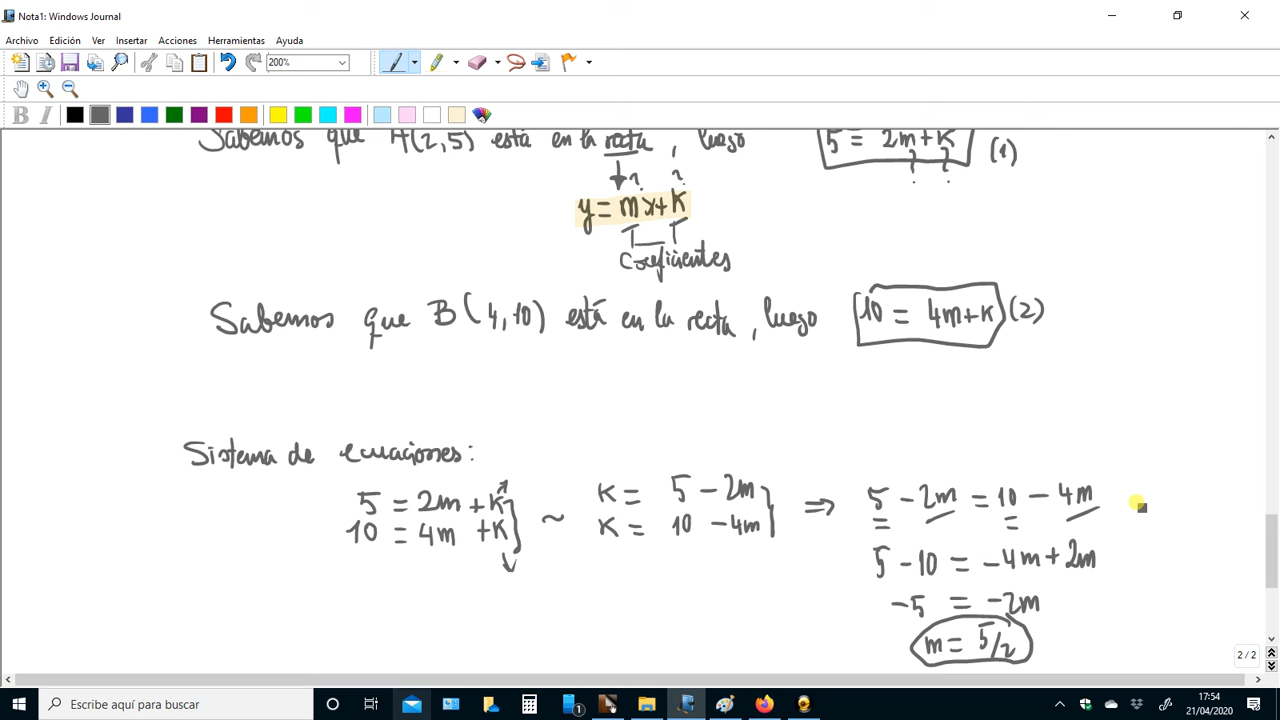 Nota1: Windows Journal
Archivo Edición Ver Insertar Acciones Herramientas Ayuda
200%
B I
Sabemos que A(2,5) está en la recta, luego 5 = 2m+K (1)
? ?
? ?
y = mx+K
Coeficientes
Sabemos que B(4,10) está en la recta, luego 10 = 4m+K (2)
Sistema de ecuaciones:
5 = 2m+K
10 = 4m +K
~
K = 5 - 2m
K = 10 - 4m
⇒ 5 - 2m = 10 - 4m
5 - 10 = -4m + 2m
-5 = -2m
m = 5/2
2 / 2
Escribe aquí para buscar
1
17:54
21/04/2020